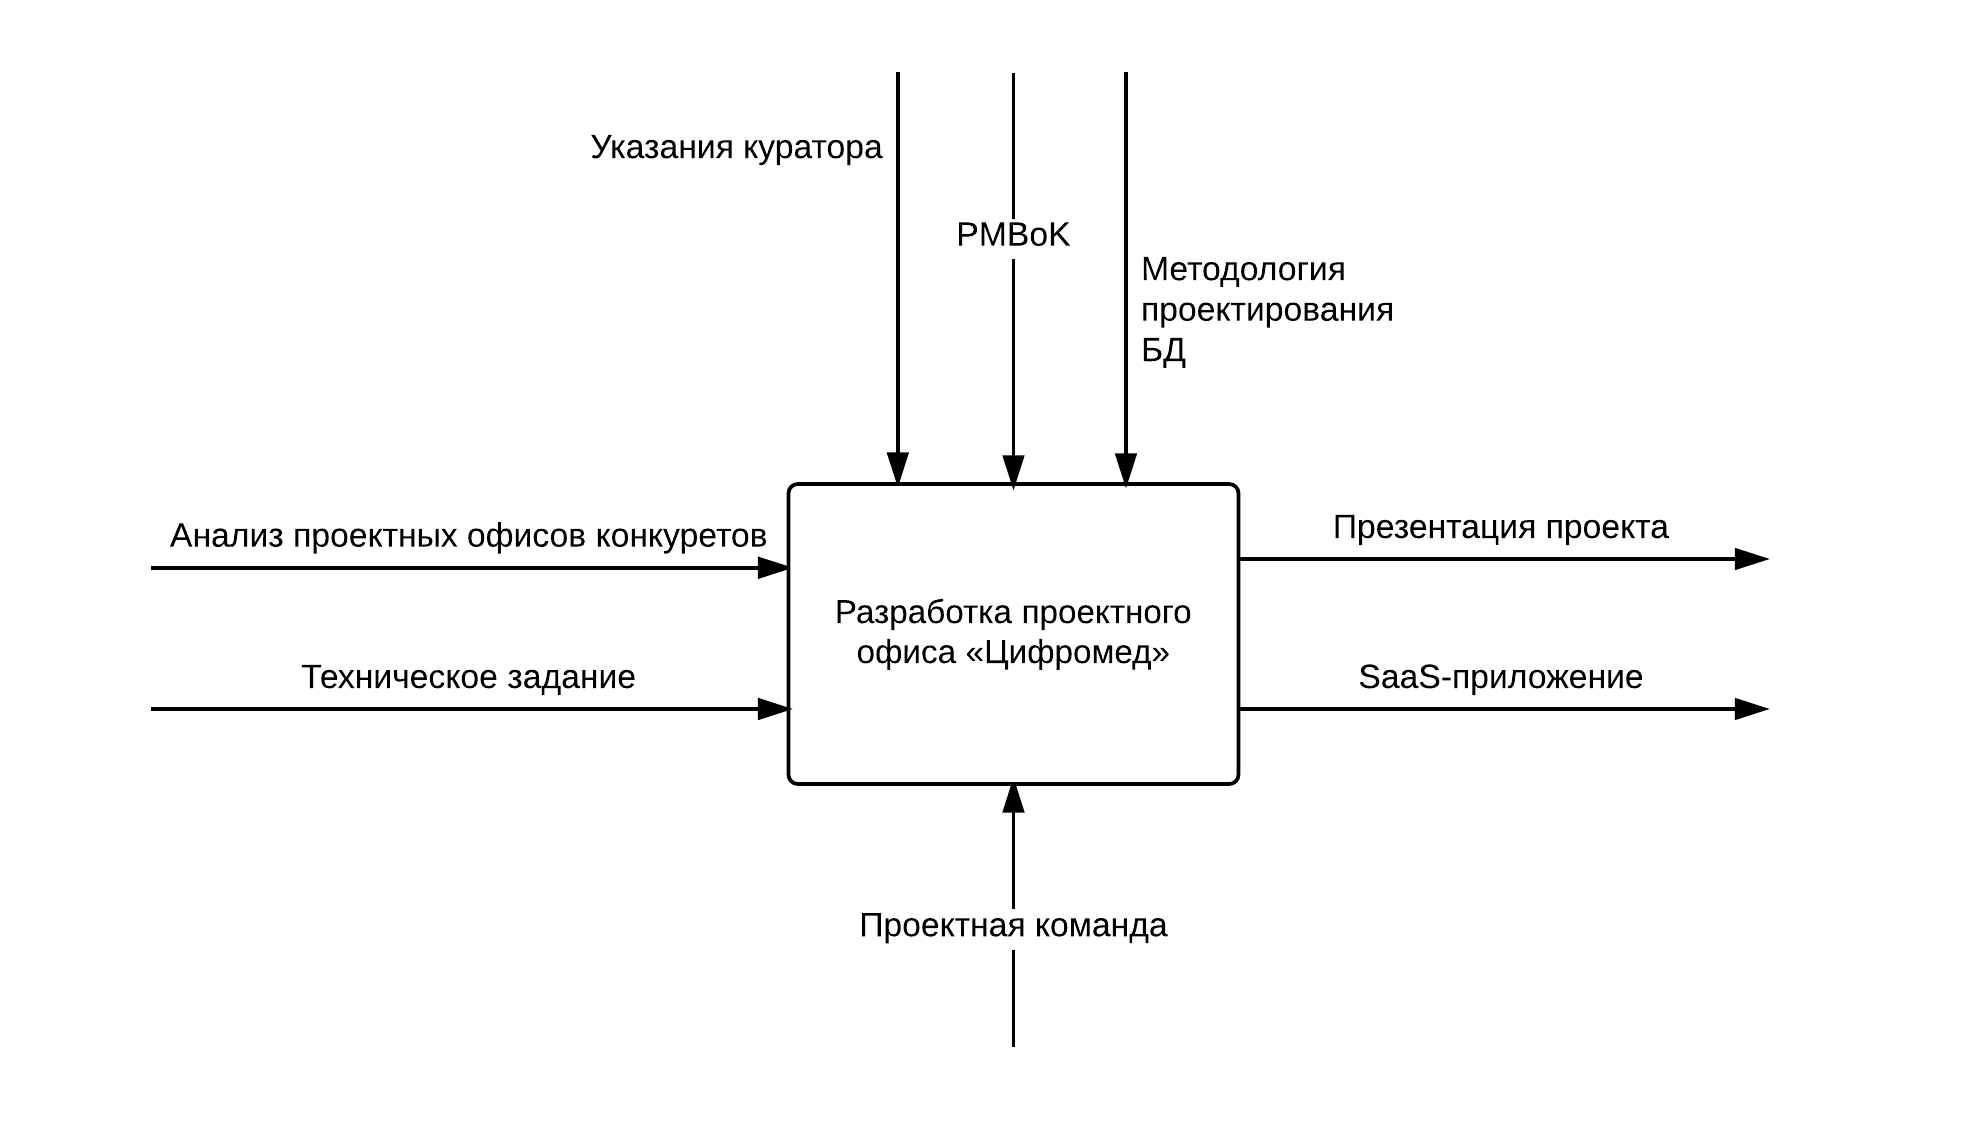 Указания куратора
PMBoK
Методология
проектирования
БД
Анализ проектных офисов конкуретов
Презентация проекта
Разработка проектного
офиса «Цифромед»
Техническое задание
SaaS-приложение
Проектная команда